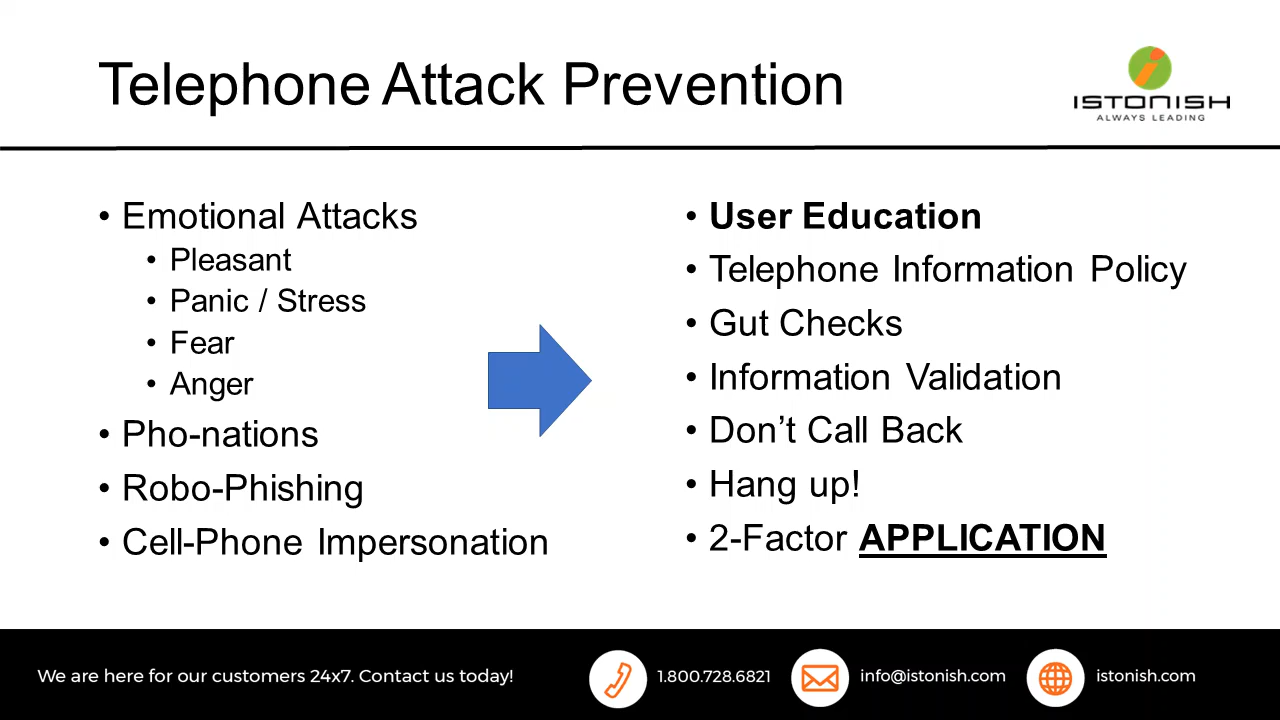 Telephone Attack Prevention
ISTONISH
ALWAYS LEADING
• Emotional Attacks
• Pleasant
• Panic / Stress
• Fear
• Anger
• Pho-nations
• Robo-Phishing
• Cell-Phone Impersonation
• User Education
• Telephone Information Policy
• Gut Checks
• Information Validation
• Don’t Call Back
• Hang up!
• 2-Factor APPLICATION
We are here for our customers 24x7. Contact us today!
1.800.728.6821
info@istonish.com
istonish.com